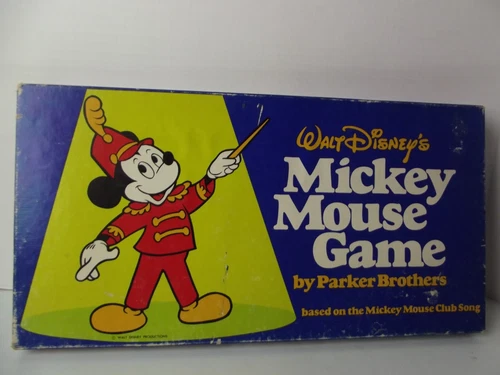 Walt Disney's
Mickey
Mouse
Game
by Parker Brothers
based on the Mickey Mouse Club Song